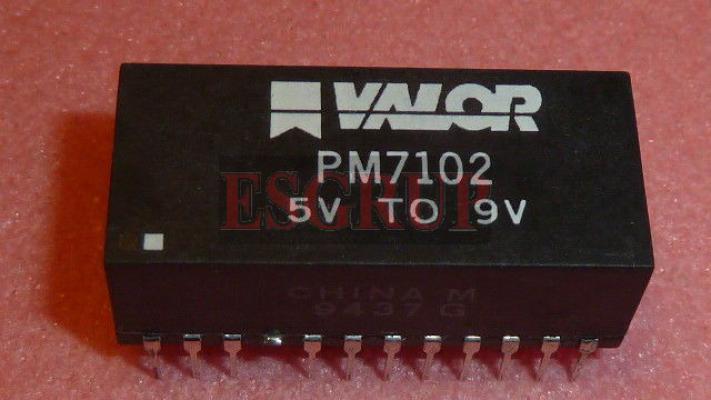 VALOR
PM7102
ESGRUP
5V TO 9V
CHINA M
9437 G